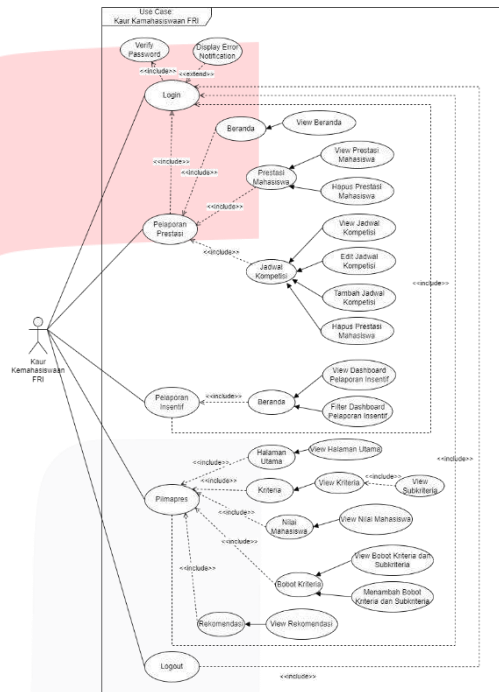 Use Case:
Kaur Kemahasiswaan FRI
Verify
Password
Display Error
Notification
<<include>>
<<extend>>
Login
Beranda
View Beranda
<<include>>
<<include>>
Prestasi
Mahasiswa
View Prestasi
Mahasiswa
Hapus Prestasi
Mahasiswa
<<include>>
Pelaporan
Prestasi
<<include>>
Jadwal
Kompetisi
View Jadwal
Kompetisi
Edit Jadwal
Kompetisi
Tambah Jadwal
Kompetisi
Hapus Prestasi
Mahasiswa
<<include>>
Kaur
Kemahasiswaan
FRI
Pelaporan
Insentif
<<include>>
Beranda
View Dashboard
Pelaporan Insentif
Filter Dashboard
Pelaporan Insentif
<<include>>
Halaman
Utama
View Halaman Utama
<<include>>
Kriteria
View Kriteria
<<include>>
View
Subkriteria
Pilmapres
<<include>>
Nilai
Mahasiswa
View Nilai Mahasiswa
<<include>>
Bobot Kriteria
View Bobot Kriteria dan
Subkriteria
Menambah Bobot
Kriteria dan Subkriteria
<<include>>
Rekomendasi
View Rekomendasi
<<include>>
Logout
<<include>>